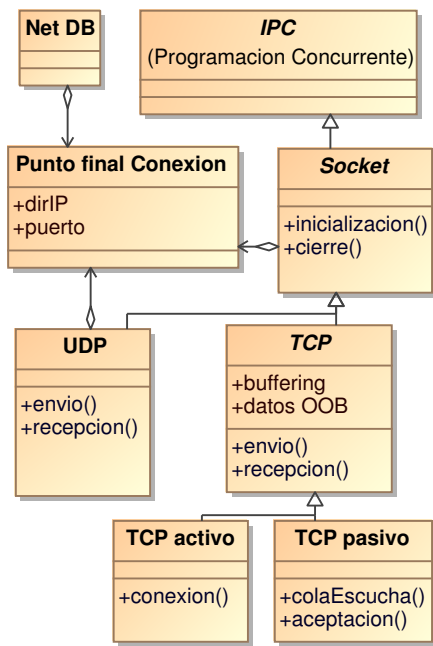 Net DB
IPC
(Programacion Concurrente)
Punto final Conexion
+dirIP
+puerto
Socket
+inicializacion()
+cierre()
UDP
+envio()
+recepcion()
TCP
+buffering
+datos OOB
+envio()
+recepcion()
TCP activo
+conexion()
TCP pasivo
+colaEscucha()
+aceptacion()